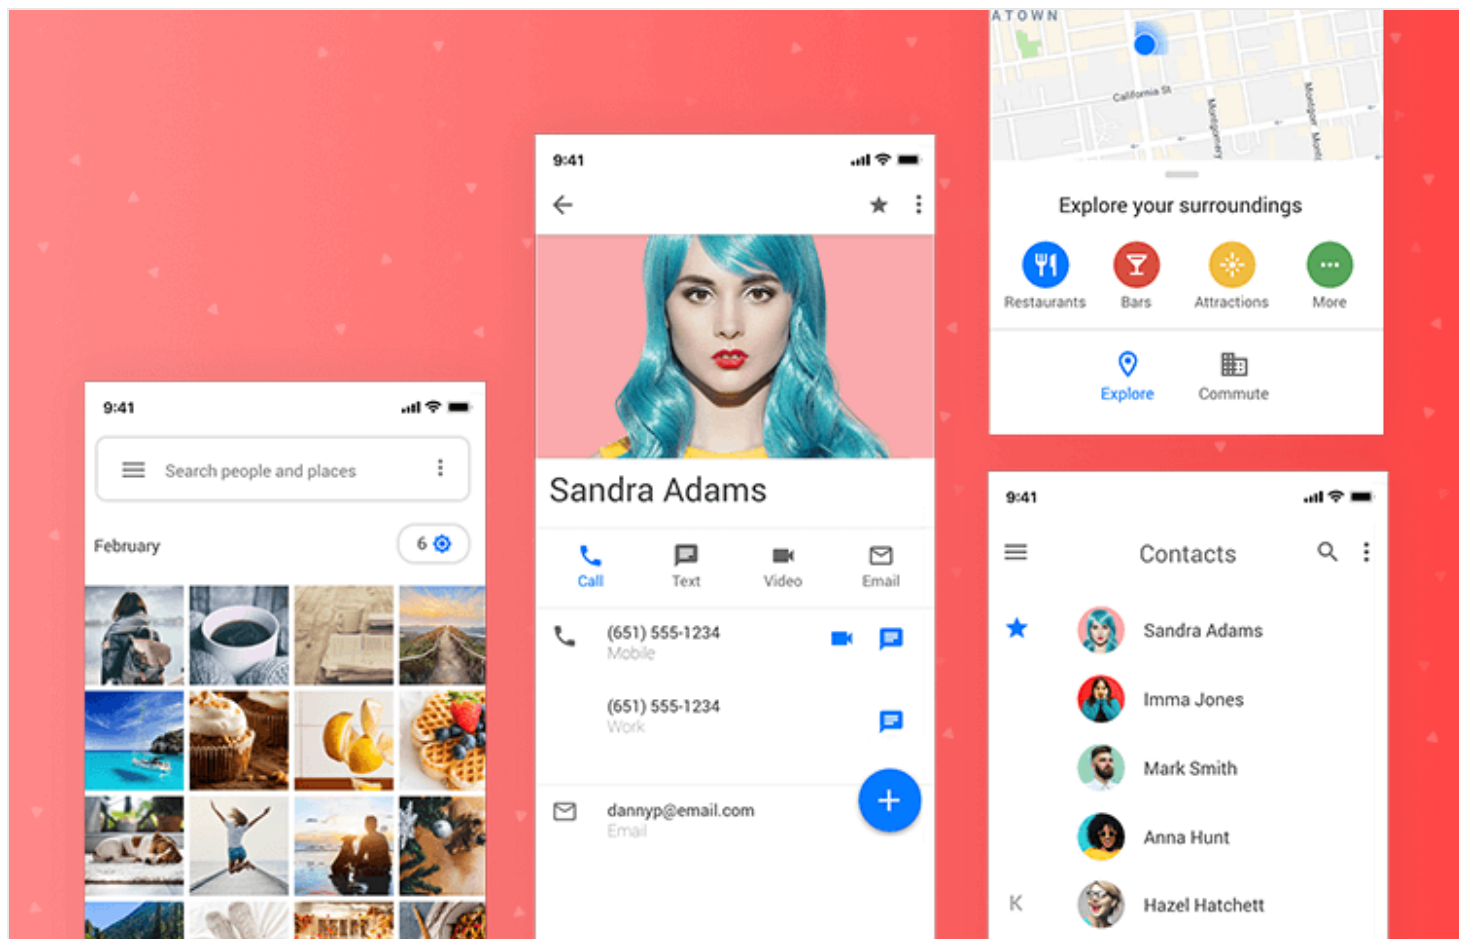 9:41
Search people and places
February
6
9:41
Sandra Adams
Call
Text
Video
Email
(651) 555-1234
Mobile
(651) 555-1234
Work
dannyp@email.com
Email
ATOWN
California St
Montgomery
Explore your surroundings
Restaurants
Bars
Attractions
More
Explore
Commute
9:41
Contacts
Sandra Adams
Imma Jones
Mark Smith
Anna Hunt
K
Hazel Hatchett